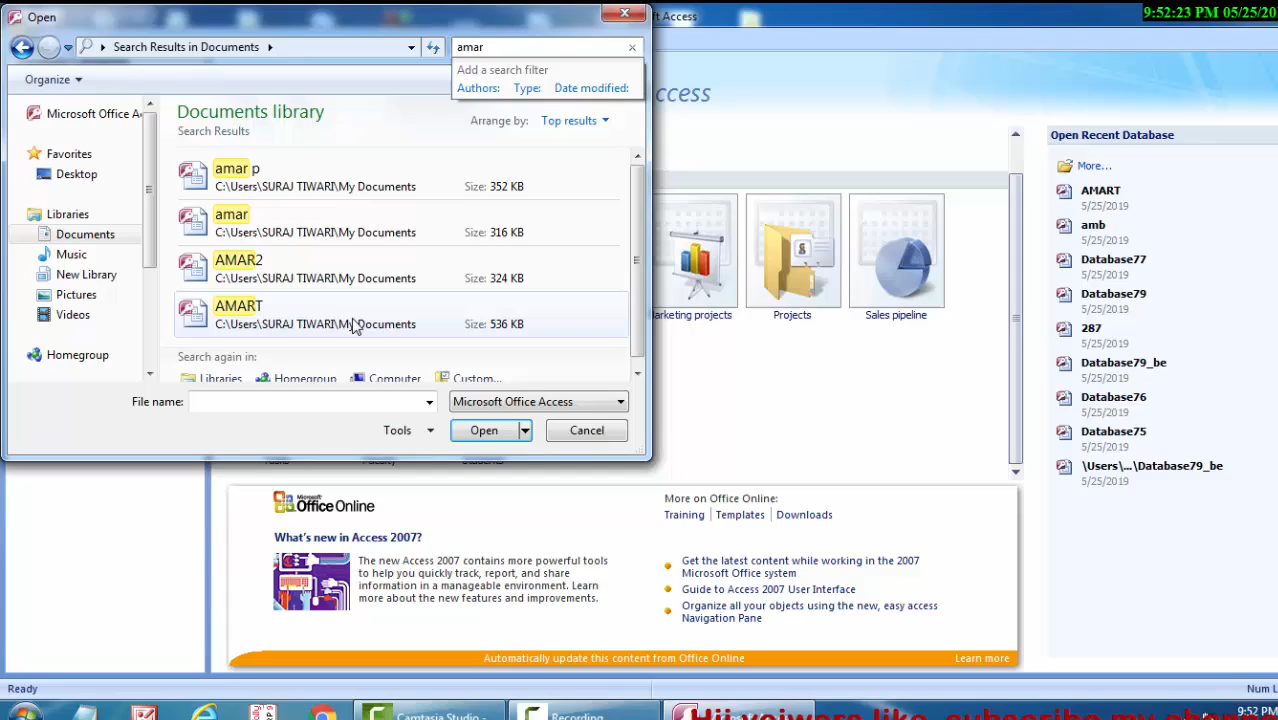 Open
ft Access
9:52:23 PM 05/25/20
Search Results in Documents
amar
Add a search filter
Authors: Type: Date modified:
Organize
Microsoft Office A
Favorites
Desktop
Libraries
Documents
Music
New Library
Pictures
Videos
Homegroup
Documents library
Search Results
Arrange by: Top results
amar p
C:\Users\SURAJ TIWARI\My Documents Size: 352 KB
amar
C:\Users\SURAJ TIWARI\My Documents Size: 316 KB
AMAR2
C:\Users\SURAJ TIWARI\My Documents Size: 324 KB
AMART
C:\Users\SURAJ TIWARI\My Documents Size: 536 KB
Search again in:
Libraries Homegroup Computer Custom...
File name: Microsoft Office Access
Tools Open Cancel
ccess
arketing projects Projects Sales pipeline
Open Recent Database
More...
AMART
5/25/2019
amb
5/25/2019
Database77
5/25/2019
Database79
5/25/2019
287
5/25/2019
Database79_be
5/25/2019
Database76
5/25/2019
Database75
5/25/2019
\Users\...\Database79_be
5/25/2019
Microsoft
Office Online
What's new in Access 2007?
The new Access 2007 contains more powerful tools
to help you quickly track, report, and share
information in a manageable environment. Learn
more about the new features and improvements.
More on Office Online:
Training | Templates | Downloads
Get the latest content while working in the 2007
Microsoft Office system
Guide to Access 2007 User Interface
Organize all your objects using the new, easy access
Navigation Pane
Automatically update this content from Office Online Learn more
Ready Num L
Camtasia Studio - Recording... 9:52 PM
Hii veiwers like, subscribe my chann